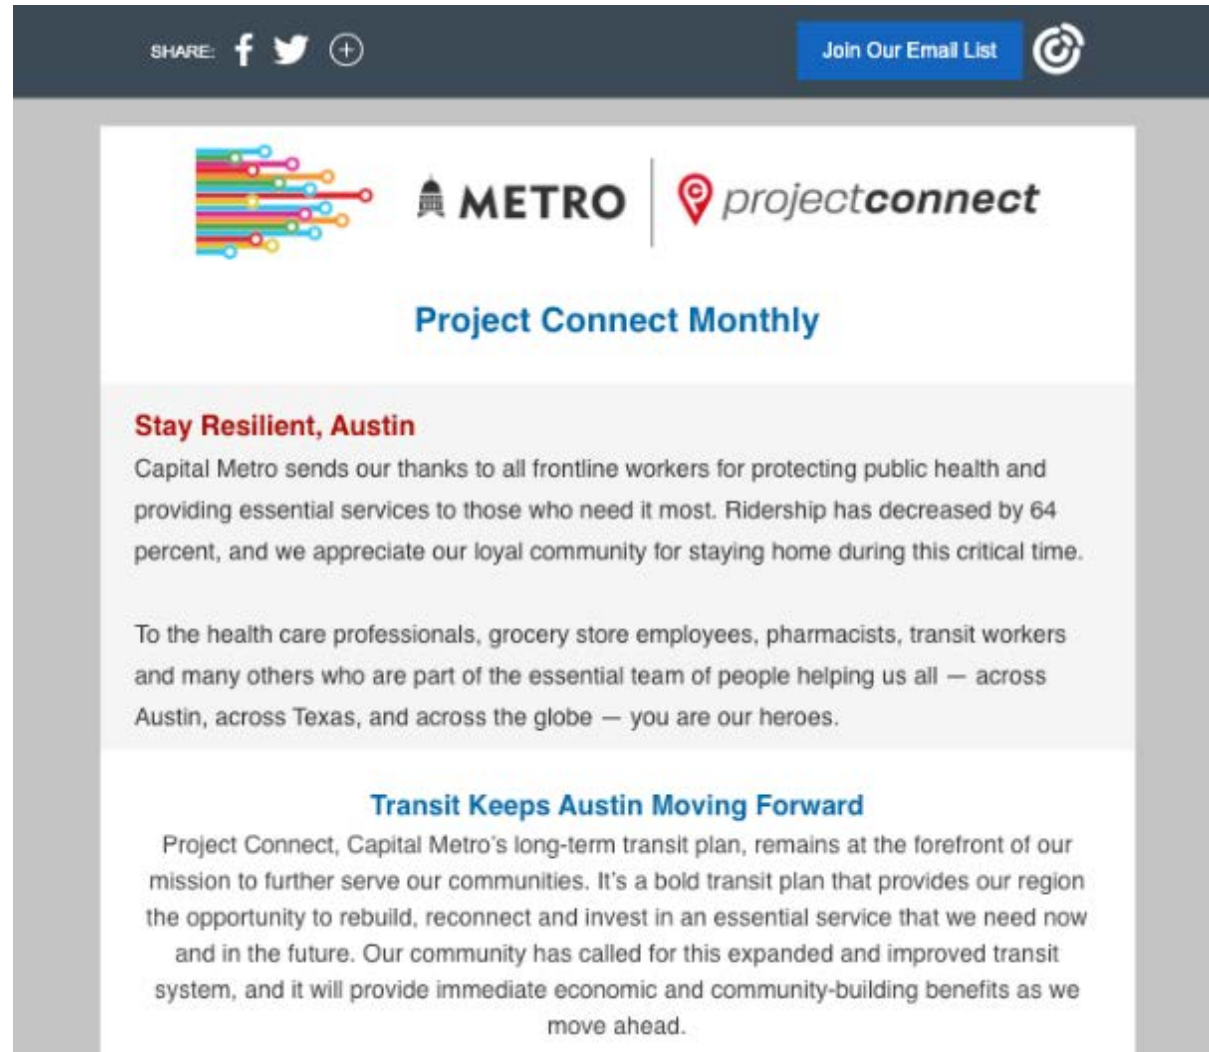 SHARE:
Join Our Email List
METRO
projectconnect
Project Connect Monthly
Stay Resilient, Austin
Capital Metro sends our thanks to all frontline workers for protecting public health and
providing essential services to those who need it most. Ridership has decreased by 64
percent, and we appreciate our loyal community for staying home during this critical time.
To the health care professionals, grocery store employees, pharmacists, transit workers
and many others who are part of the essential team of people helping us all — across
Austin, across Texas, and across the globe — you are our heroes.
Transit Keeps Austin Moving Forward
Project Connect, Capital Metro's long-term transit plan, remains at the forefront of our
mission to further serve our communities. It's a bold transit plan that provides our region
the opportunity to rebuild, reconnect and invest in an essential service that we need now
and in the future. Our community has called for this expanded and improved transit
system, and it will provide immediate economic and community-building benefits as we
move ahead.